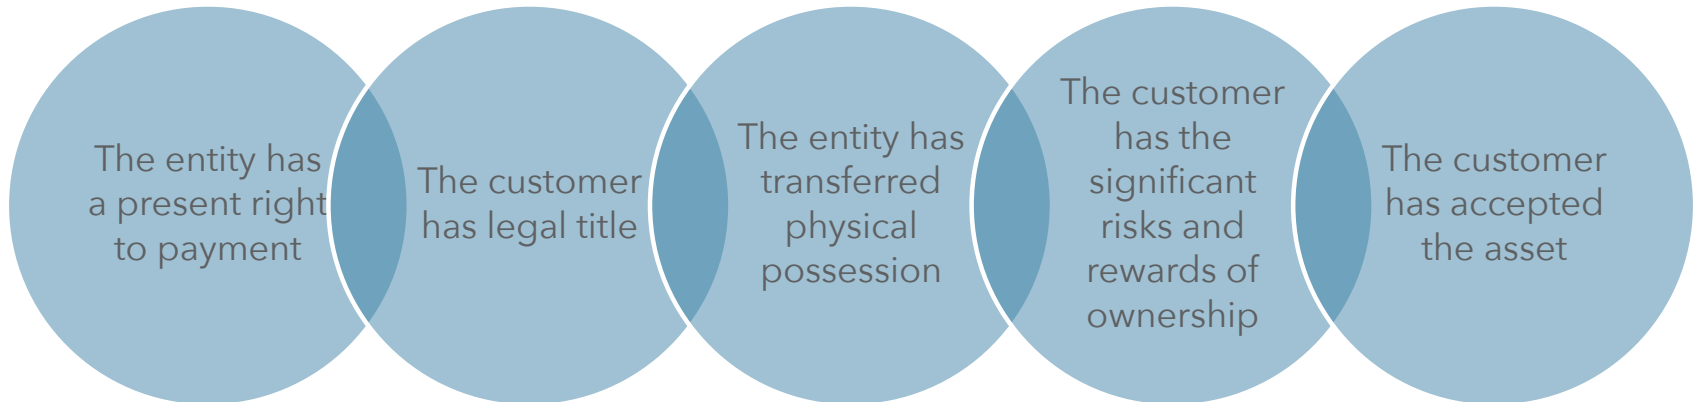 The entity has
a present right
to payment
The customer
has legal title
The entity has
transferred
physical
possession
The customer
has the
significant
risks and
rewards of
ownership
The customer
has accepted
the asset